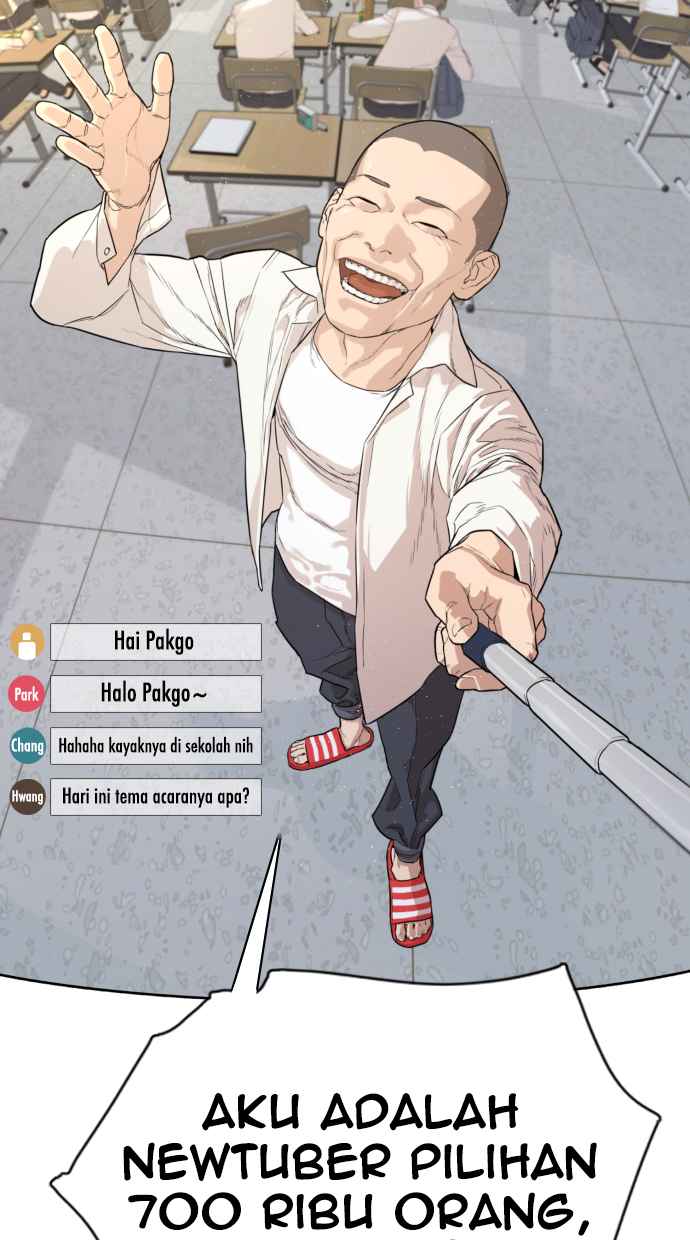 Hai Pakgo
Park
Halo Pakgo~
Chang
Hahaha kayaknya di sekolah nih
Hwang
Hari ini tema acaranya apa?
AKU ADALAH
NEWTUBER PILIHAN
700 RIBU ORANG,